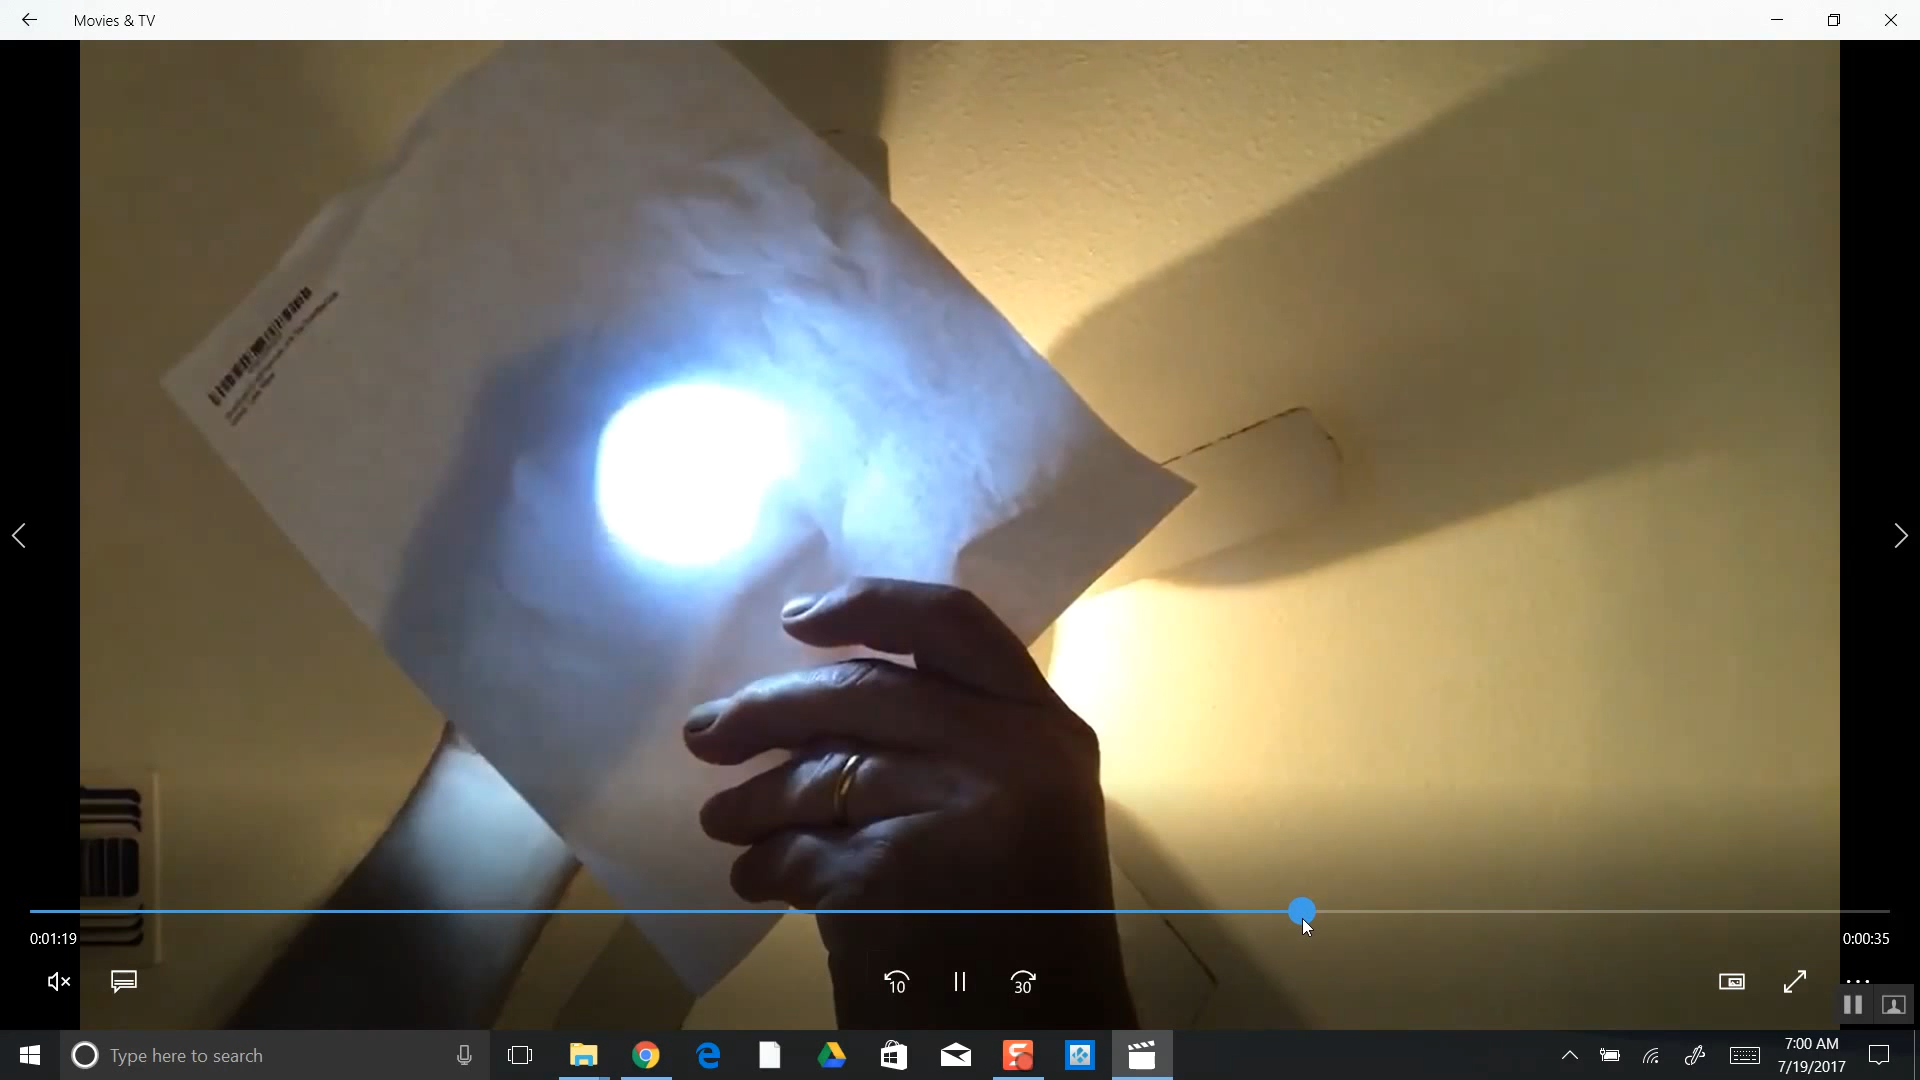 Movies & TV
0:01:19
0:00:35
10
30
Type here to search
7:00 AM
7/19/2017